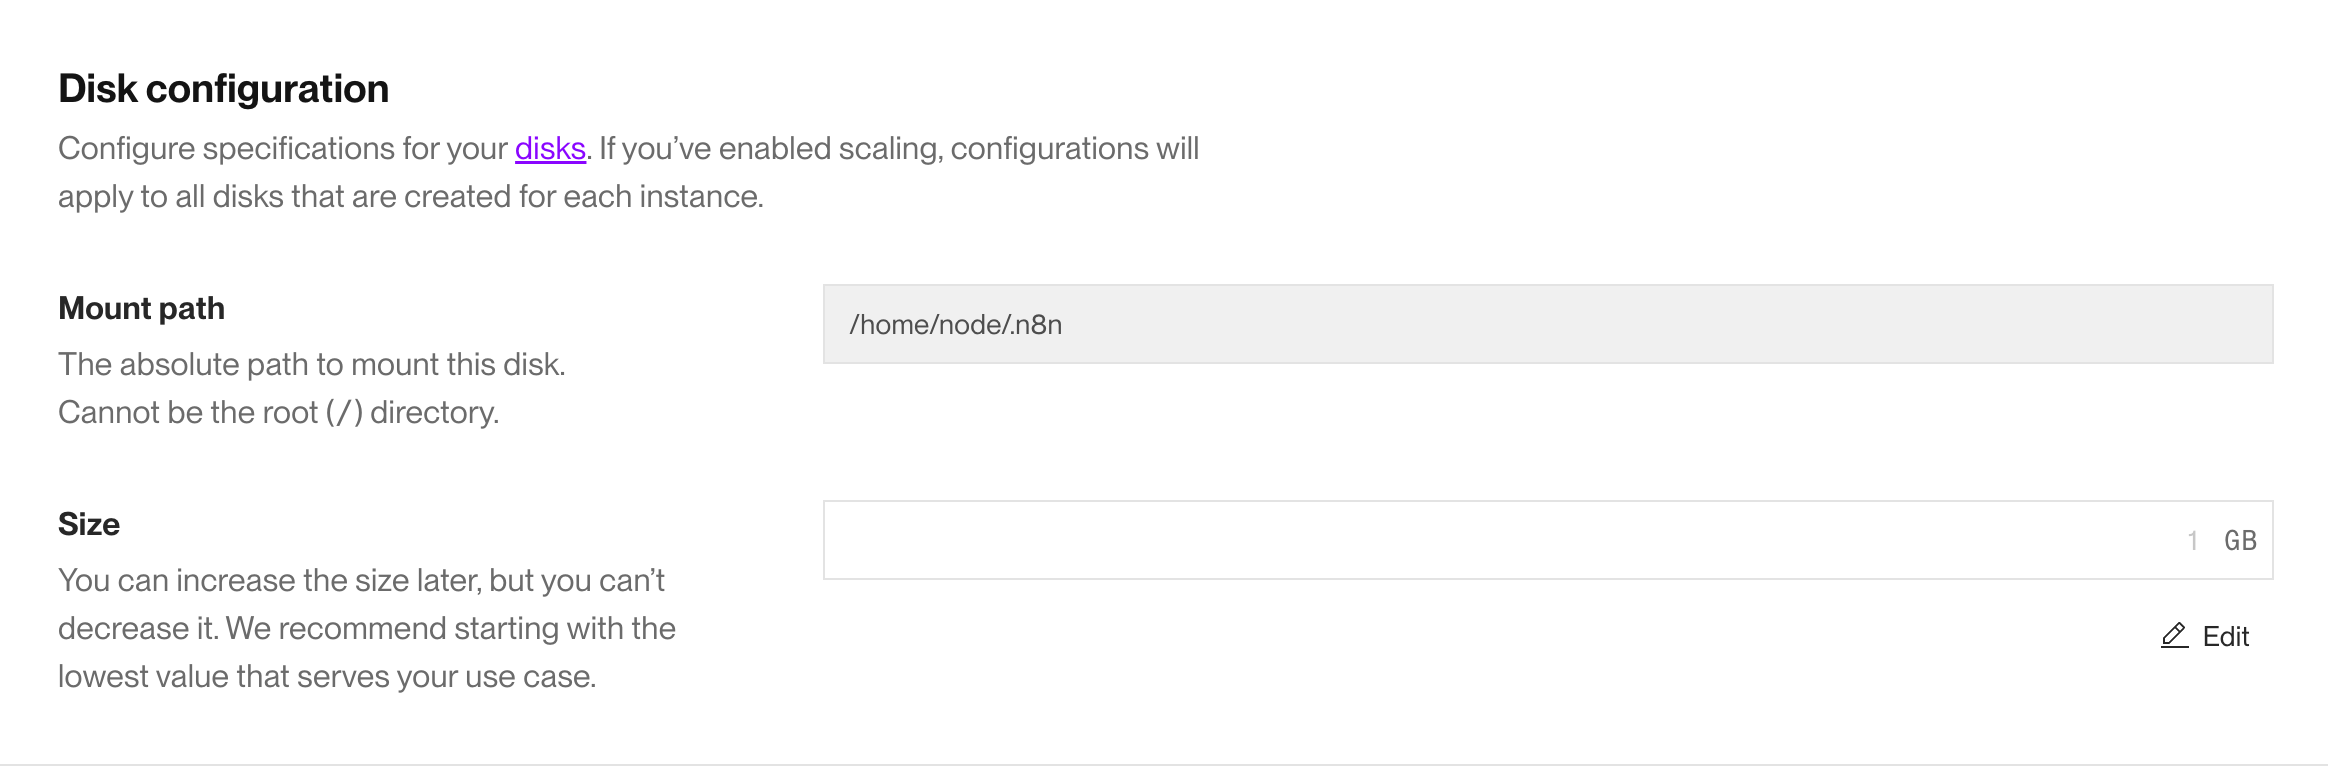 Disk configuration
Configure specifications for your disks. If you’ve enabled scaling, configurations will
apply to all disks that are created for each instance.
Mount path
/home/node/.n8n
The absolute path to mount this disk.
Cannot be the root (/) directory.
Size
1 GB
You can increase the size later, but you can’t
decrease it. We recommend starting with the
lowest value that serves your use case.
Edit